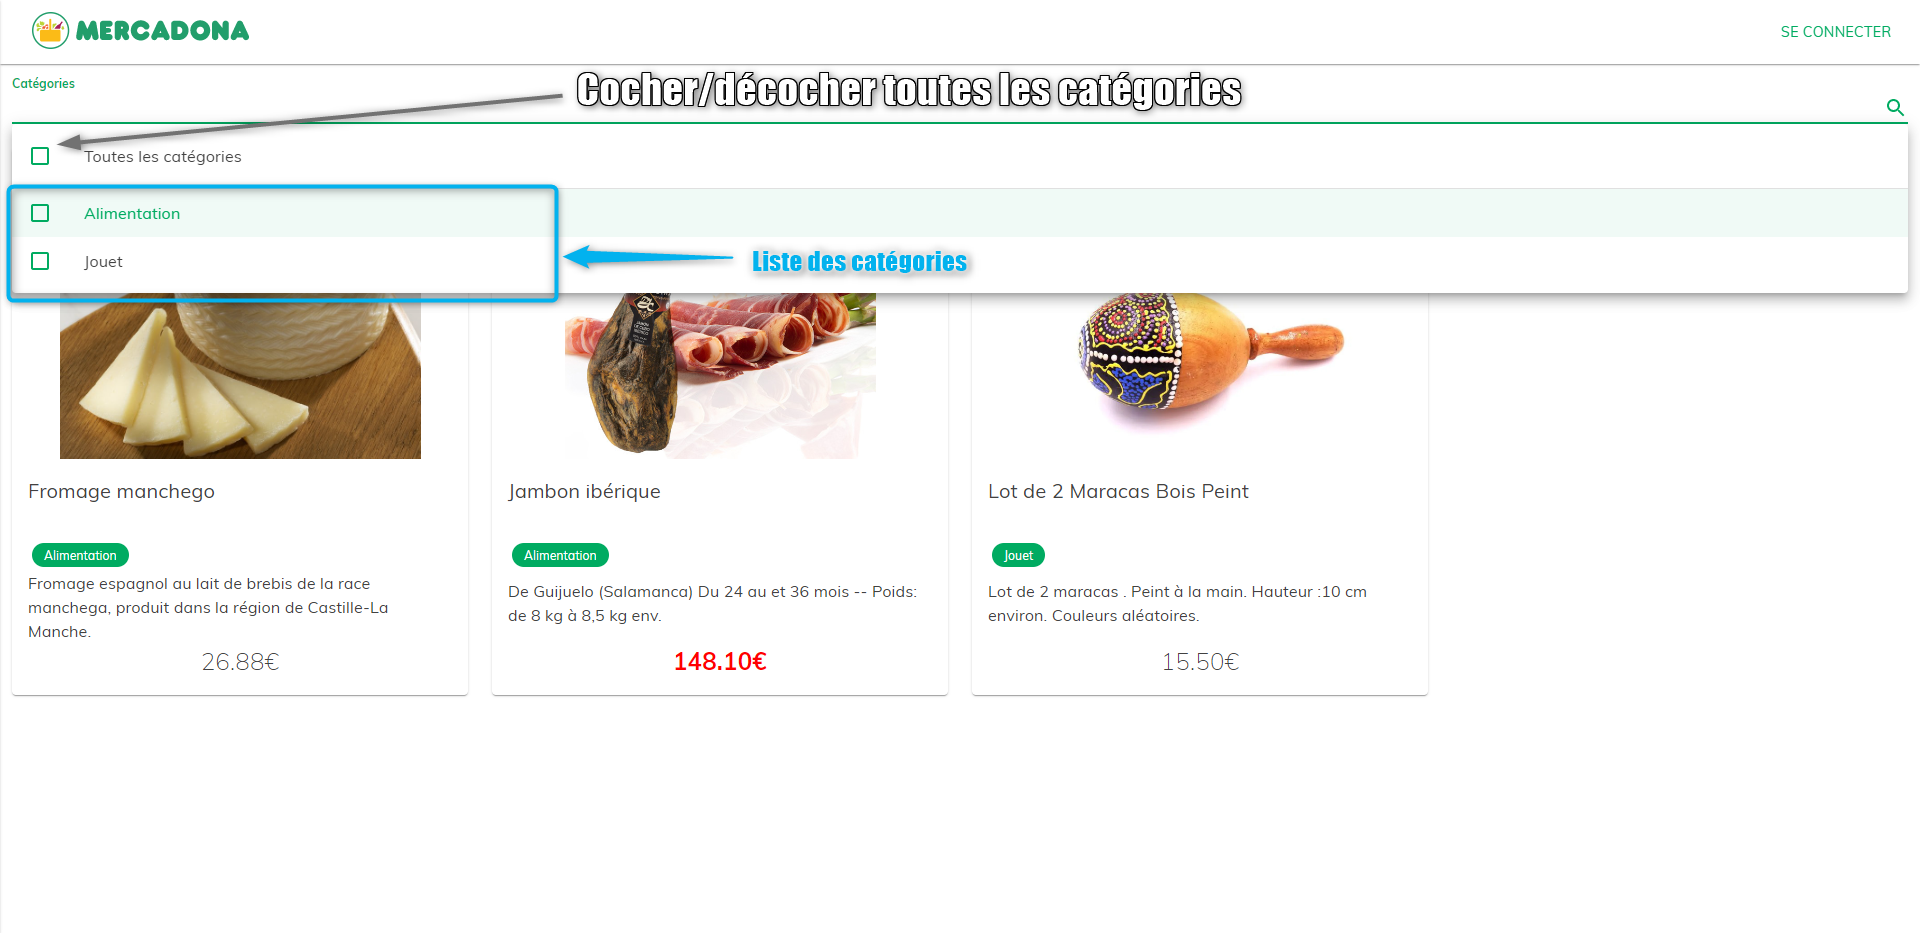 MERCADONA
SE CONNECTER
Catégories
Cocher/décocher toutes les catégories
Toutes les catégories
Alimentation
Jouet
Liste des catégories
Fromage manchego
Alimentation
Fromage espagnol au lait de brebis de la race
manchega, produit dans la région de Castille-La
Manche.
26.88€
Jambon ibérique
Alimentation
De Guijuelo (Salamanca) Du 24 au et 36 mois -- Poids:
de 8 kg à 8,5 kg env.
148.10€
Lot de 2 Maracas Bois Peint
Jouet
Lot de 2 maracas . Peint à la main. Hauteur :10 cm
environ. Couleurs aléatoires.
15.50€